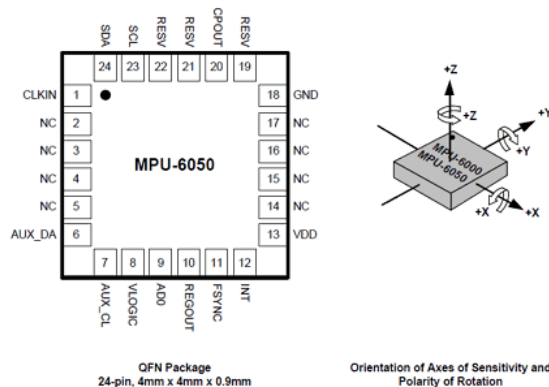 SDA SCL RESV RESV CPOUT RESV
24 23 22 21 20 19
CLKIN 1 18 GND
NC 2 17 NC
NC 3 16 NC
NC 4 15 NC
NC 5 14 NC
AUX_DA 6 13 VDD
MPU-6050
7 8 9 10 11 12
AUX_CL VLOGIC AD0 REGOUT FSYNC INT
QFN Package
24-pin, 4mm x 4mm x 0.9mm
+Z
+Z
+Y
+Y
MPU-6000
MPU-6050
+X
+X
Orientation of Axes of Sensitivity and
Polarity of Rotation